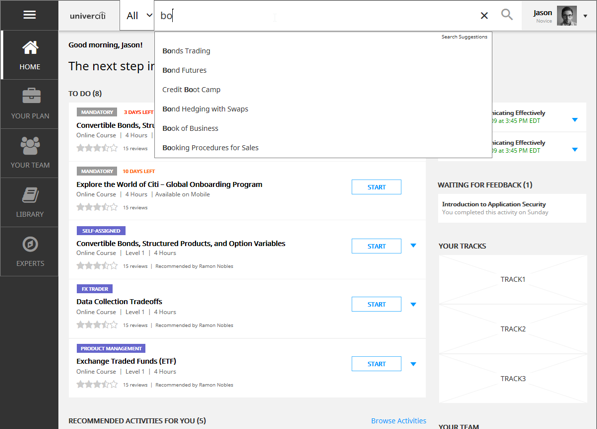 univerciti
All
bo
Jason
Novice
Search Suggestions
Bonds Trading
Bond Futures
Credit Boot Camp
Bond Hedging with Swaps
Book of Business
Booking Procedures for Sales
HOME
YOUR PLAN
YOUR TEAM
LIBRARY
EXPERTS
Good morning, Jason!
The next step in
TO DO (8)
MANDATORY 3 DAYS LEFT
Convertible Bonds, Str
Online Course | 4 Hours |
15 reviews
MANDATORY 10 DAYS LEFT
Explore the World of Citi – Global Onboarding Program
Online Course | 4 Hours | Available on Mobile
15 reviews
START
SELF-ASSIGNED
Convertible Bonds, Structured Products, and Option Variables
Online Course | Level 1 | 4 Hours
15 reviews | Recommended by Ramon Nobles
START
FX TRADER
Data Collection Tradeoffs
Online Course | Level 1 | 4 Hours
15 reviews | Recommended by Ramon Nobles
START
PRODUCT MANAGEMENT
Exchange Traded Funds (ETF)
Online Course | Level 1 | 4 Hours
15 reviews | Recommended by Ramon Nobles
START
RECOMMENDED ACTIVITIES FOR YOU (5)
Browse Activities
nicating Effectively
09 at 3:45 PM EDT
nicating Effectively
09 at 3:45 PM EDT
WAITING FOR FEEDBACK (1)
Introduction to Application Security
You completed this activity on Sunday
YOUR TRACKS
TRACK1
TRACK2
TRACK3
YOUR TEAM